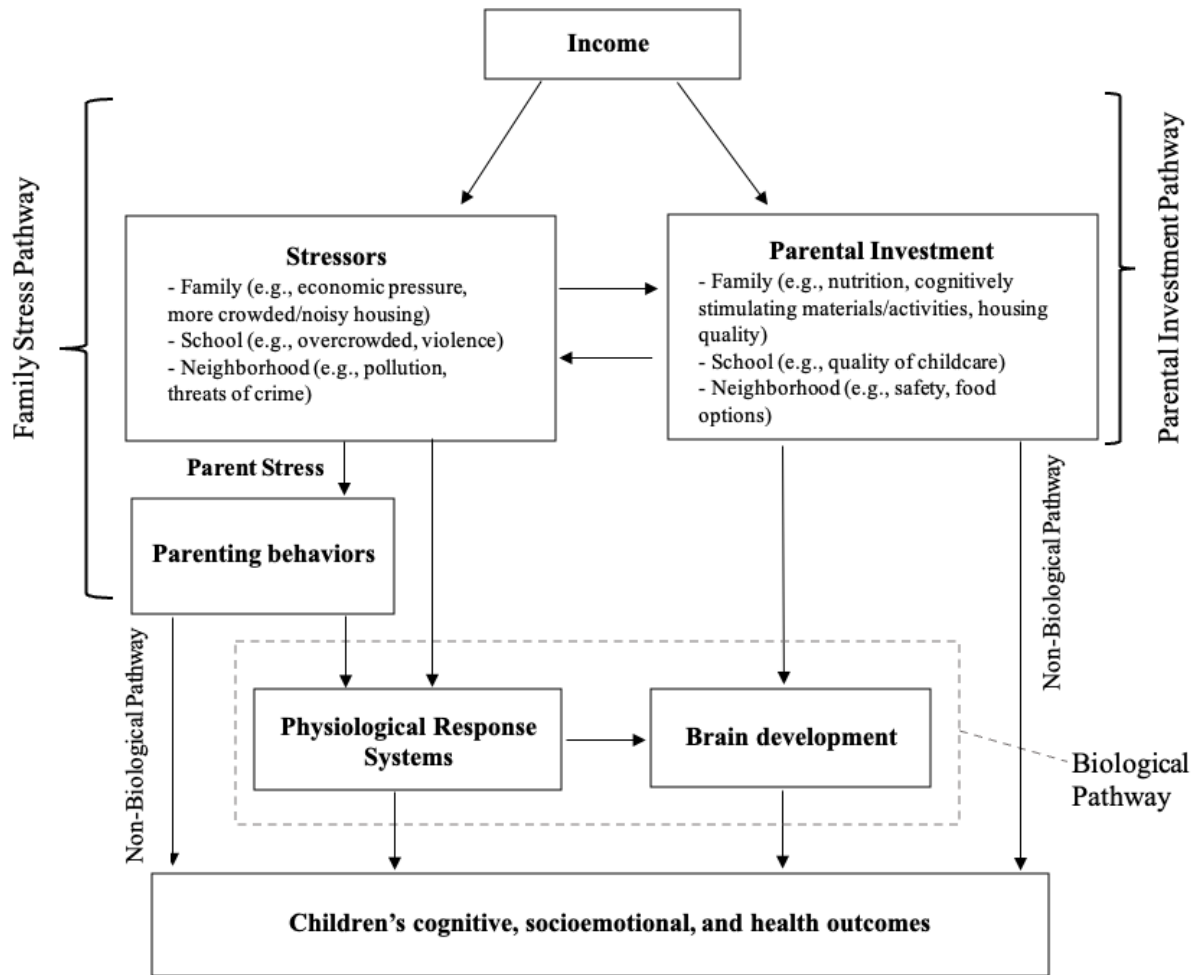 Income
Family Stress Pathway
Parental Investment Pathway
Stressors
- Family (e.g., economic pressure,
more crowded/noisy housing)
- School (e.g., overcrowded, violence)
- Neighborhood (e.g., pollution,
threats of crime)
Parental Investment
- Family (e.g., nutrition, cognitively
stimulating materials/activities, housing
quality)
- School (e.g., quality of childcare)
- Neighborhood (e.g., safety, food
options)
Parent Stress
Parenting behaviors
Non-Biological Pathway
Non-Biological Pathway
Physiological Response
Systems
Brain development
Biological
Pathway
Children’s cognitive, socioemotional, and health outcomes